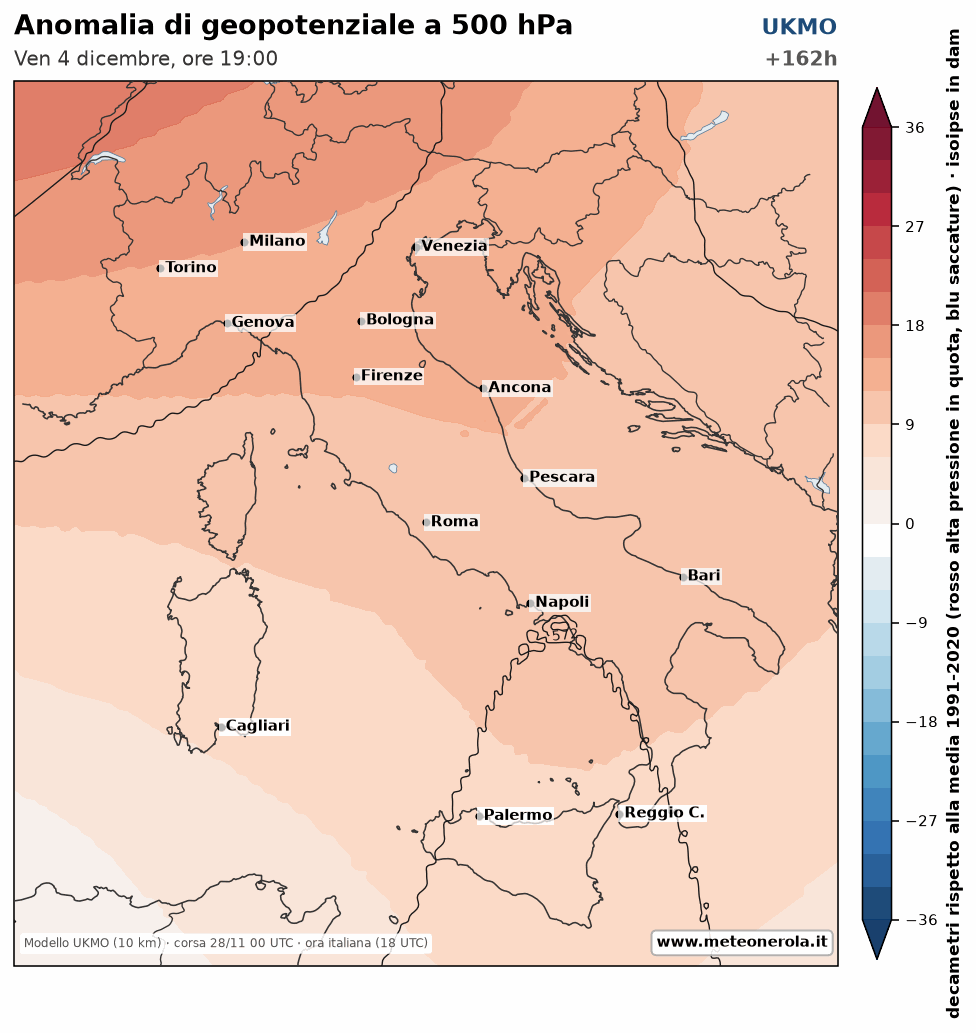 Anomalia di geopotenziale a 500 hPa
UKMO
Ven 4 dicembre, ore 19:00
+162h
Milano
Venezia
Torino
Genova
Bologna
Firenze
Ancona
Pescara
Roma
Bari
Napoli
572
Cagliari
Palermo
Reggio C.
Modello UKMO (10 km) · corsa 28/11 00 UTC · ora italiana (18 UTC)
www.meteonerola.it
36
27
18
9
0
−9
−18
−27
−36
decametri rispetto alla media 1991-2020 (rosso alta pressione in quota, blu saccature) · isoipse in dam